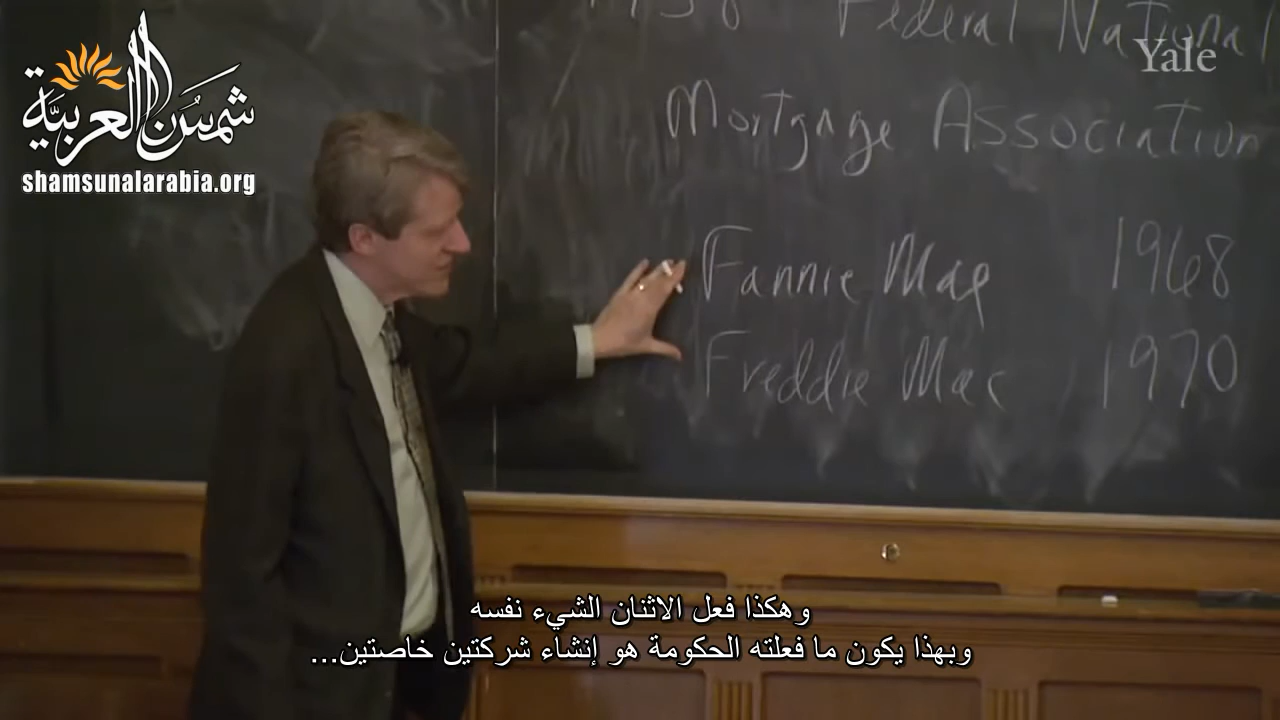 1938 Federal National
Yale
Mortgage Association
Fannie Mae 1968
Freddie Mac 1970
شمس العربية
shamsunalarabia.org
وهكذا فعل الاثنان الشيء نفسه
وبهذا يكون ما فعلته الحكومة هو إنشاء شركتين خاصتين...